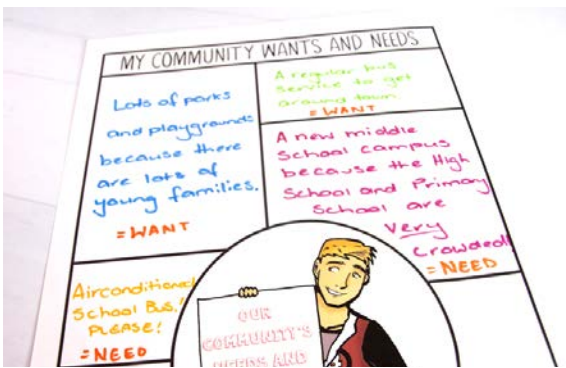 MY COMMUNITY WANTS AND NEEDS
Lots of parks
and playgrounds
because there
are lots of
young families.
=WANT
A regular bus
service to get
around town.
=WANT
A new middle
School campus
because the High
School and Primary
School are
Very
Crowded!
=NEED
Airconditioned
School Bus!
PLEASE!
=NEED
OUR
COMMUNITY'S
NEEDS AND